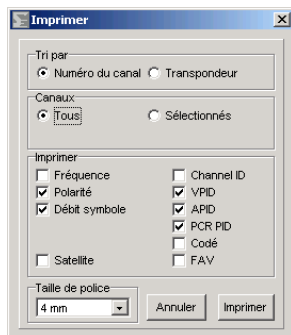 Imprimer
Tri par
Numéro du canal Transpondeur
Canaux
Tous Sélectionnés
Imprimer
Fréquence Channel ID
Polarité VPID
Débit symbole APID
PCR PID
Codé
Satellite FAV
Taille de police
4 mm Annuler Imprimer